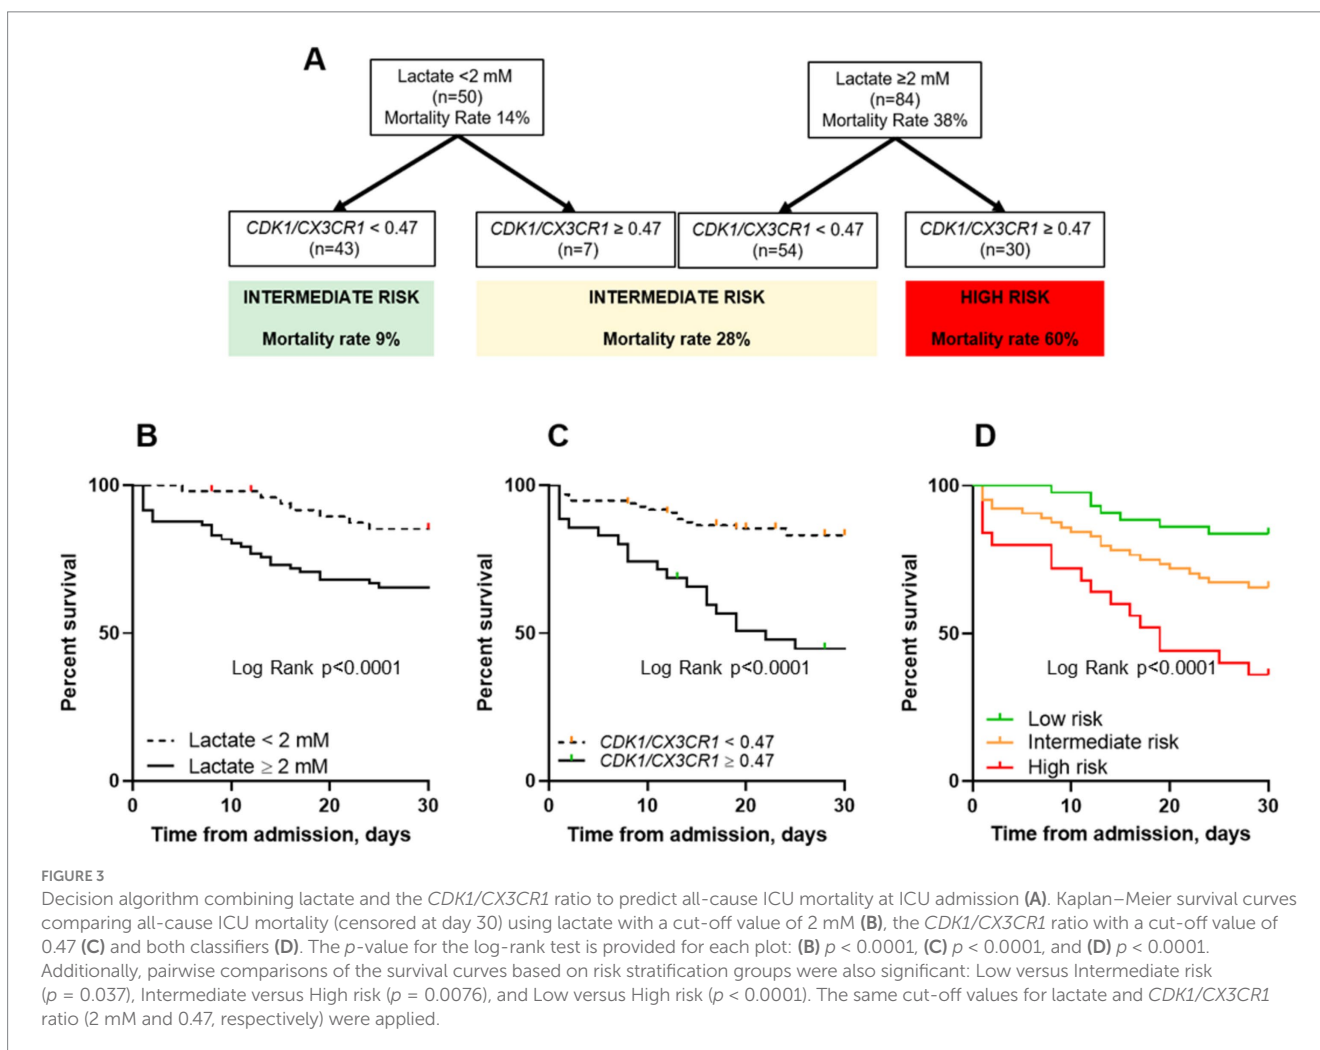 A
Lactate <2 mM
(n=50)
Mortality Rate 14%
Lactate ≥2 mM
(n=84)
Mortality Rate 38%
CDK1/CX3CR1 < 0.47
(n=43)
CDK1/CX3CR1 ≥ 0.47
(n=7)
CDK1/CX3CR1 < 0.47
(n=54)
CDK1/CX3CR1 ≥ 0.47
(n=30)
INTERMEDIATE RISK
Mortality rate 9%
INTERMEDIATE RISK
Mortality rate 28%
HIGH RISK
Mortality rate 60%
B
100
50
0
Percent survival
Log Rank p<0.0001
Lactate < 2 mM
Lactate ≥ 2 mM
0 10 20 30
Time from admission, days
C
100
50
0
Percent survival
Log Rank p<0.0001
CDK1/CX3CR1 < 0.47
CDK1/CX3CR1 ≥ 0.47
0 10 20 30
Time from admission, days
D
100
50
0
Percent survival
Log Rank p<0.0001
Low risk
Intermediate risk
High risk
0 10 20 30
Time from admission, days
FIGURE 3
Decision algorithm combining lactate and the CDK1/CX3CR1 ratio to predict all-cause ICU mortality at ICU admission (A). Kaplan–Meier survival curves
comparing all-cause ICU mortality (censored at day 30) using lactate with a cut-off value of 2 mM (B), the CDK1/CX3CR1 ratio with a cut-off value of
0.47 (C) and both classifiers (D). The p-value for the log-rank test is provided for each plot: (B) p < 0.0001, (C) p < 0.0001, and (D) p < 0.0001.
Additionally, pairwise comparisons of the survival curves based on risk stratification groups were also significant: Low versus Intermediate risk
(p = 0.037), Intermediate versus High risk (p = 0.0076), and Low versus High risk (p < 0.0001). The same cut-off values for lactate and CDK1/CX3CR1
ratio (2 mM and 0.47, respectively) were applied.